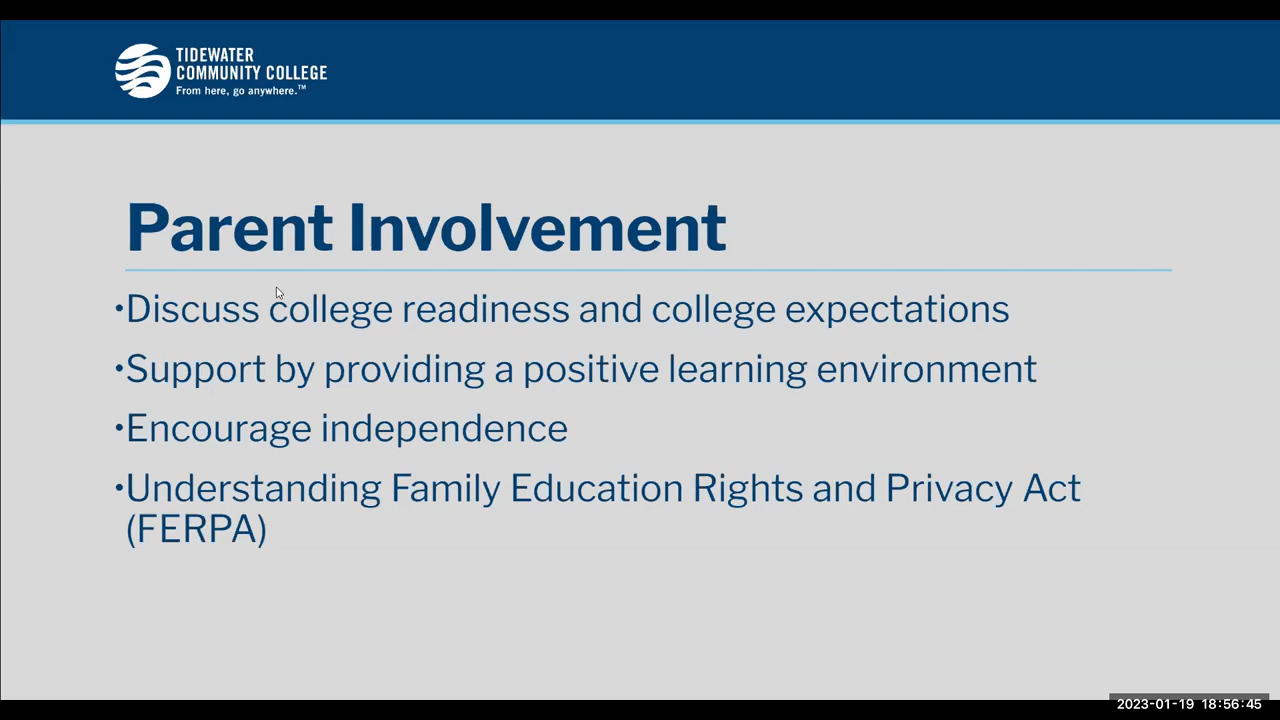 TIDEWATER
COMMUNITY COLLEGE
From here, go anywhere.™
Parent Involvement
•Discuss college readiness and college expectations
•Support by providing a positive learning environment
•Encourage independence
•Understanding Family Education Rights and Privacy Act
(FERPA)
2023-01-19 18:56:45